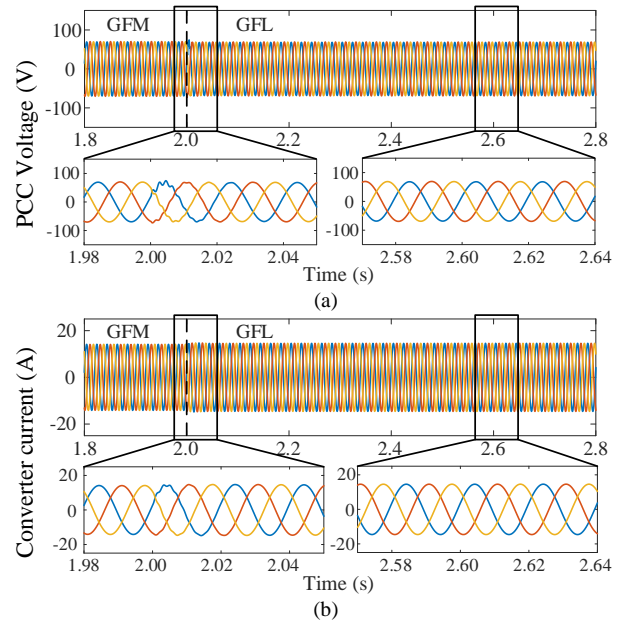 GFM GFL
100
0
-100
1.8 2.0 2.2 2.4 2.6 2.8
PCC Voltage (V)
100
0
-100
1.98 2.00 2.02 2.04
100
0
-100
2.58 2.60 2.62 2.64
Time (s)
(a)
GFM GFL
20
0
-20
1.8 2.0 2.2 2.4 2.6 2.8
Converter current (A)
20
0
-20
1.98 2.00 2.02 2.04
20
0
-20
2.58 2.60 2.62 2.64
Time (s)
(b)